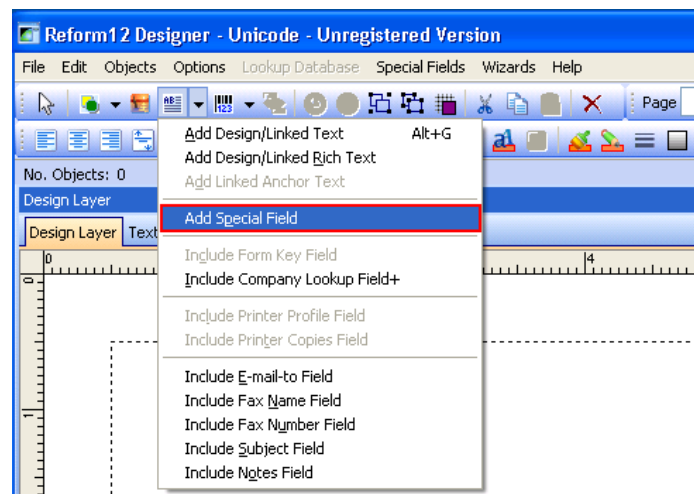 Reform12 Designer - Unicode - Unregistered Version
File Edit Objects Options Lookup Database Special Fields Wizards Help
AB 123 Page
Add Design/Linked Text Alt+G
Add Design/Linked Rich Text
Add Linked Anchor Text
No. Objects: 0
Design Layer
Add Special Field
Design Layer Text
Include Form Key Field
0 4
Include Company Lookup Field+
0
Include Printer Profile Field
Include Printer Copies Field
Include E-mail-to Field
Include Fax Name Field
1
Include Fax Number Field
Include Subject Field
Include Notes Field